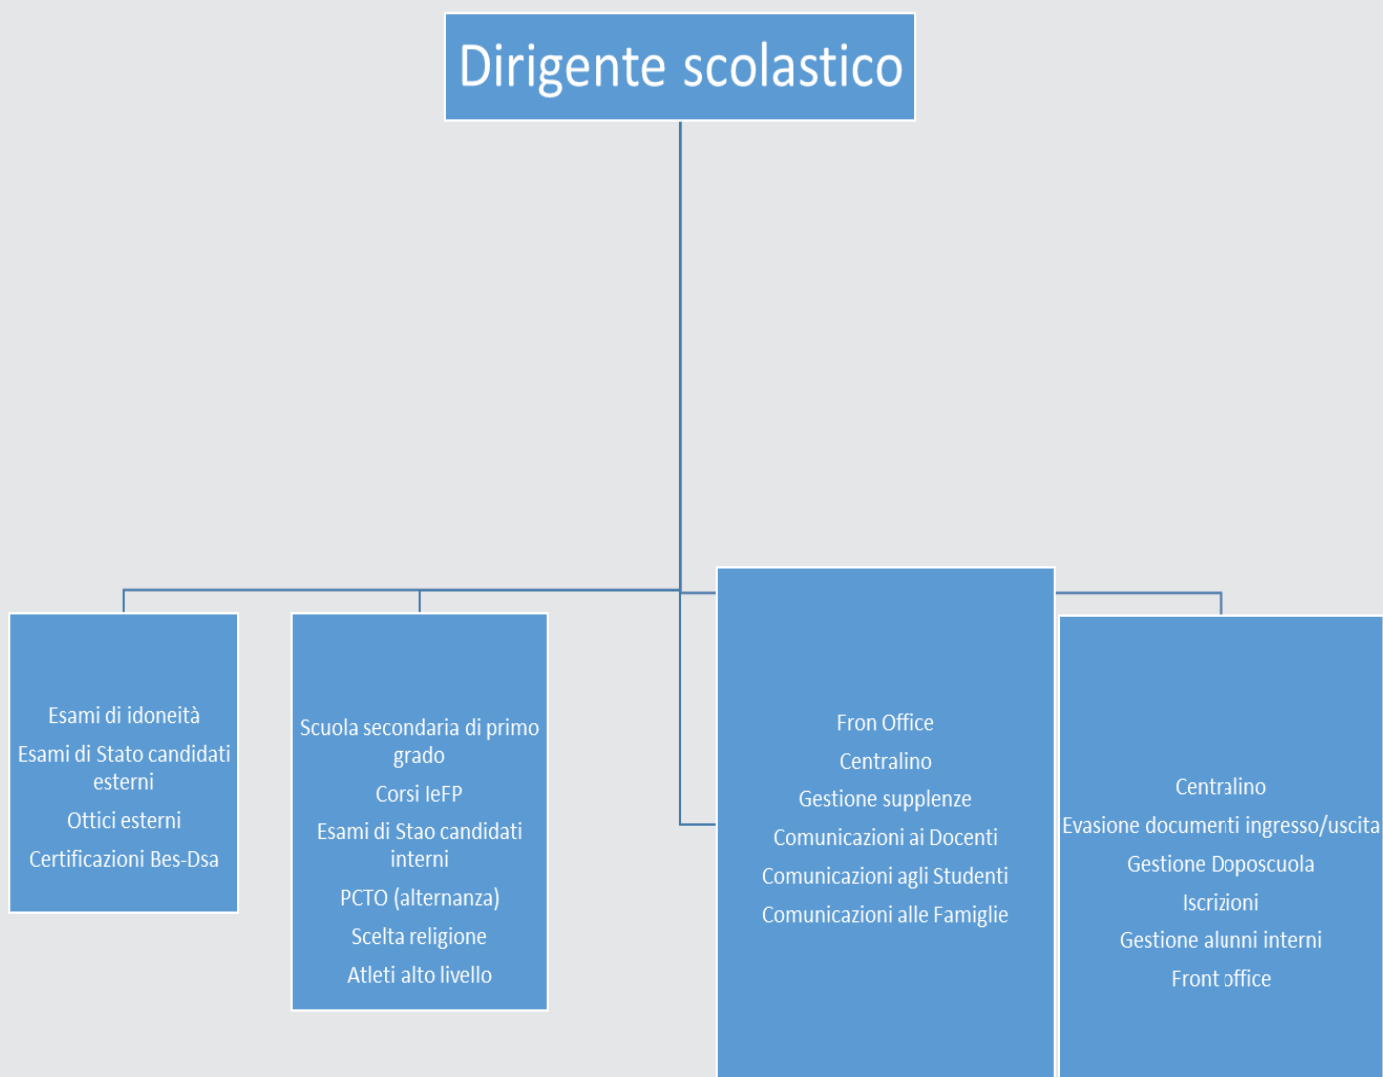 Dirigente scolastico
Esami di idoneità
Esami di Stato candidati
esterni
Ottici esterni
Certificazioni Bes-Dsa
Scuola secondaria di primo
grado
Corsi IeFP
Esami di Stao candidati
interni
PCTO (alternanza)
Scelta religione
Atleti alto livello
Fron Office
Centralino
Gestione supplenze
Comunicazioni ai Docenti
Comunicazioni agli Studenti
Comunicazioni alle Famiglie
Centralino
Evasione documenti ingresso/uscita
Gestione Doposcuola
Iscrizioni
Gestione alunni interni
Front office